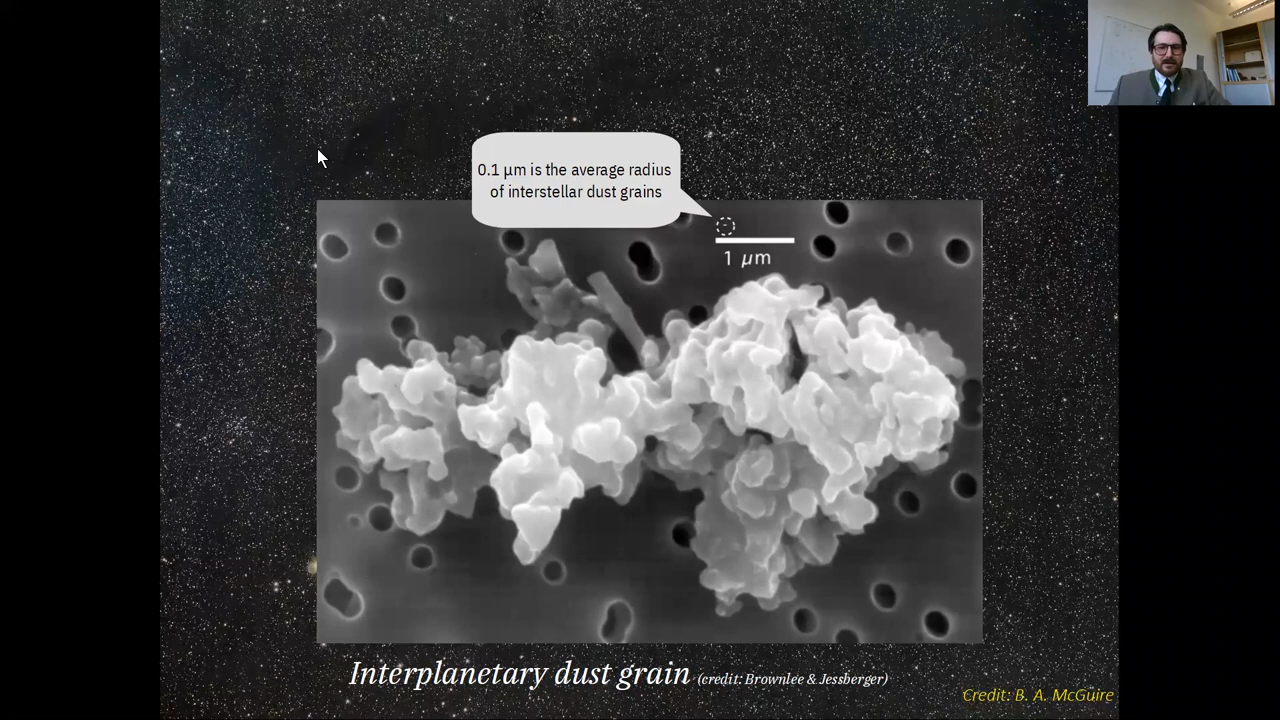 0.1 µm is the average radius
of interstellar dust grains
1 µm
Interplanetary dust grain (credit: Brownlee & Jessberger)
Credit: B. A. McGuire